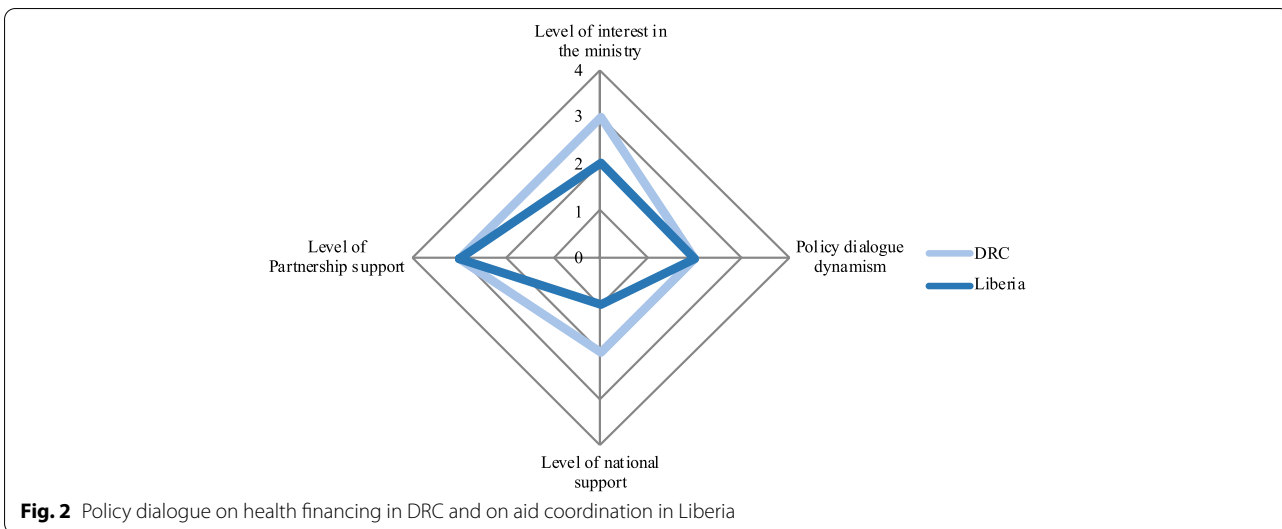 Level of interest in
the ministry
4
3
2
1
0
Level of
Partnership support
Policy dialogue
dynamism
DRC
Liberia
Level of national
support
Fig. 2 Policy dialogue on health financing in DRC and on aid coordination in Liberia